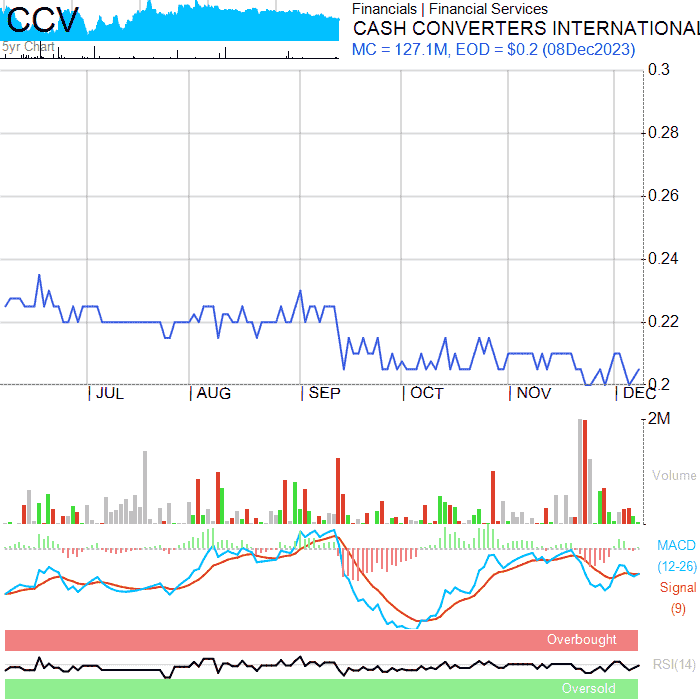 CCV
5yr Chart
Financials | Financial Services
CASH CONVERTERS INTERNATIONAL
MC = 127.1M, EOD = $0.2 (08Dec2023)
0.3
0.28
0.26
0.24
0.22
0.2
JUL AUG SEP OCT NOV DEC
2M
Volume
MACD
(12-26)
Signal
(9)
Overbought
RSI(14)
Oversold